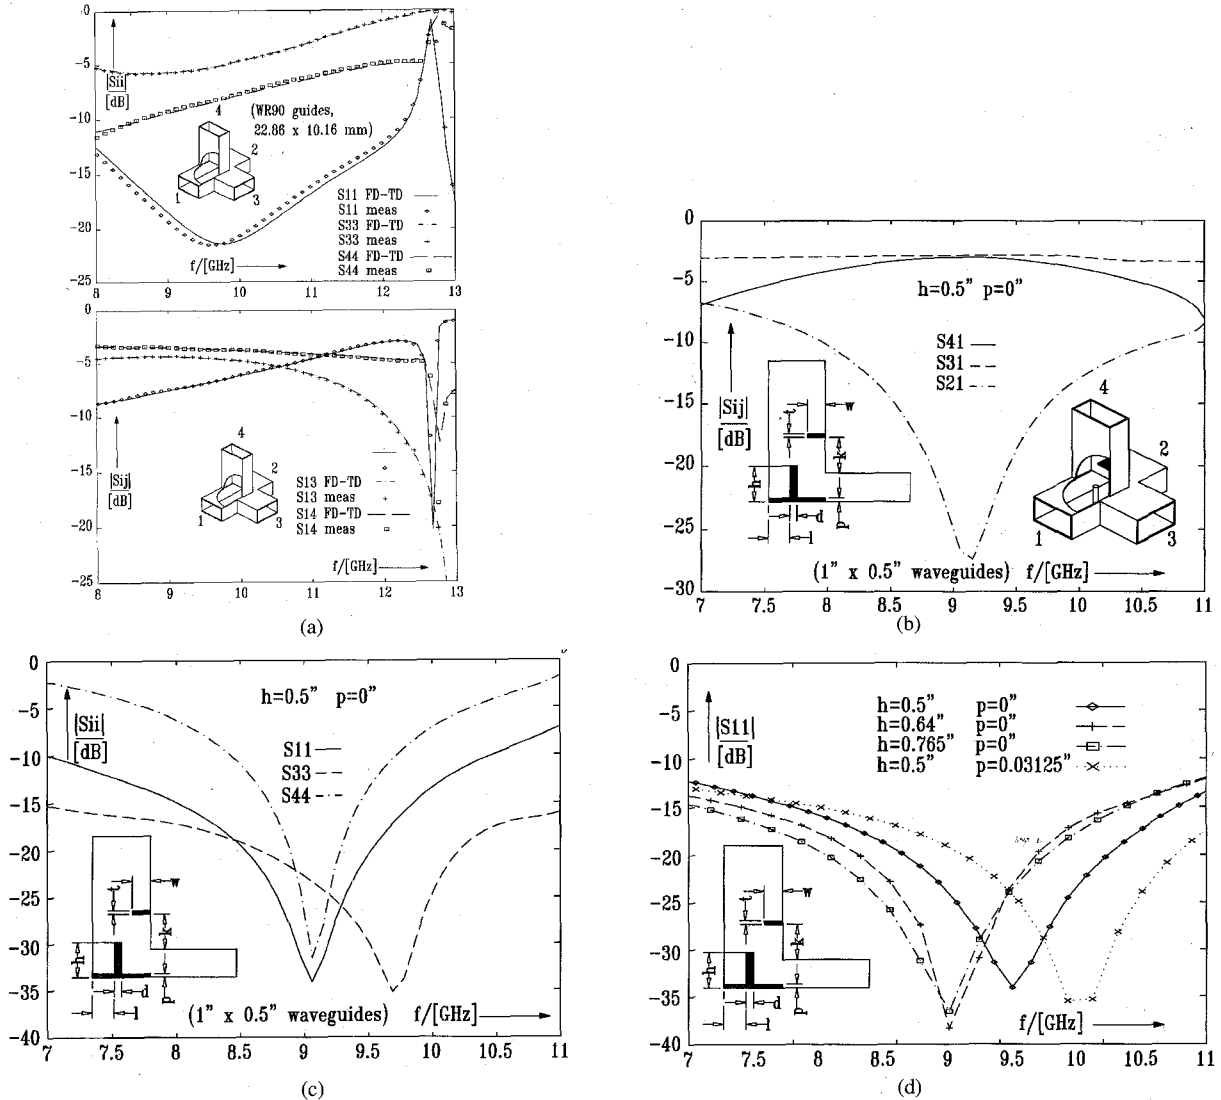 0
-5
-10
-15
-20
-25
|Sii|
[dB]
4
(WR90 guides,
22.86 x 10.16 mm)
2
1
3
S11 FD-TD
S11 meas
S33 FD-TD
S33 meas
S44 FD-TD
S44 meas
f/[GHz]
8 9 10 11 12 13
0
-5
-10
-15
-20
-25
|Sij|
[dB]
4
2
1
3
S13 FD-TD
S13 meas
S14 FD-TD
S14 meas
f/[GHz]
8 9 10 11 12 13
(a)
0
-5
-10
-15
-20
-25
-30
h=0.5" p=0"
S41
S31
S21
|Sij|
[dB]
t
w
k
h
d
p
l
4
2
1
3
(1" x 0.5" waveguides) f/[GHz]
7 7.5 8 8.5 9 9.5 10 10.5 11
(b)
0
-5
-10
-15
-20
-25
-30
-35
-40
|Sii|
[dB]
h=0.5" p=0"
S11
S33
S44
t
w
k
h
d
p
l
(1" x 0.5" waveguides) f/[GHz]
7 7.5 8 8.5 9 9.5 10 10.5 11
(c)
0
-5
-10
-15
-20
-25
-30
-35
-40
|S11|
[dB]
h=0.5" p=0"
h=0.64" p=0"
h=0.765" p=0"
h=0.5" p=0.03125"
t
w
k
h
d
p
l
f/[GHz]
7 7.5 8 8.5 9 9.5 10 10.5 11
(d)